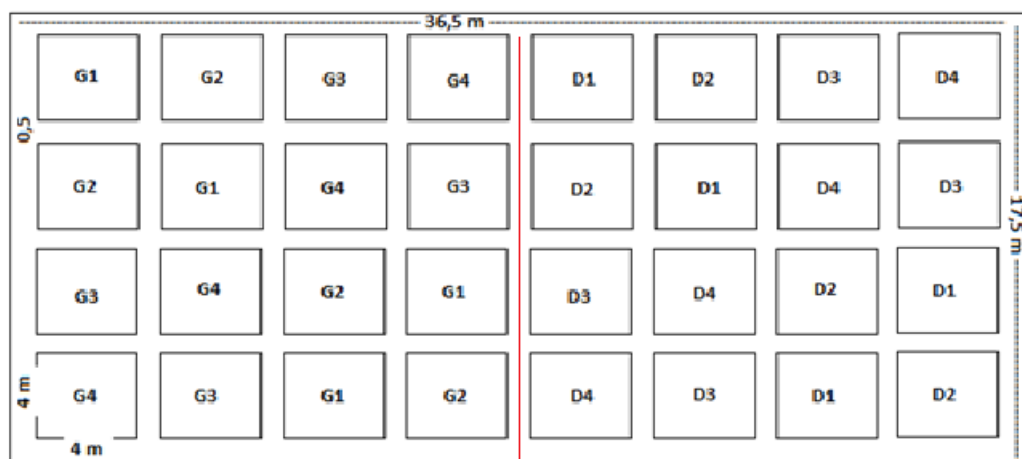 36,5 m
G1 G2 G3 G4 D1 D2 D3 D4
0,5
G2 G1 G4 G3 D2 D1 D4 D3
17,5 m
G3 G4 G2 G1 D3 D4 D2 D1
4 m
G4 G3 G1 G2 D4 D3 D1 D2
4 m